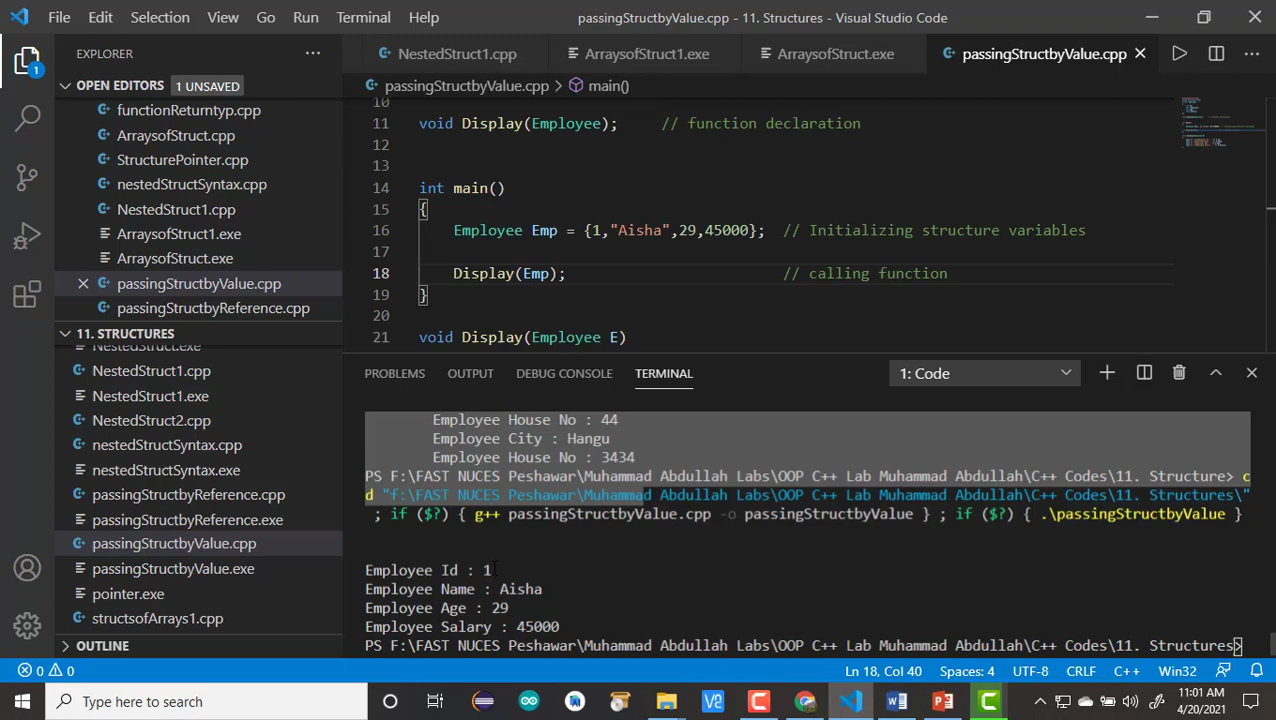 File Edit Selection View Go Run Terminal Help passingStructbyValue.cpp - 11. Structures - Visual Studio Code
EXPLORER
NestedStruct1.cpp ArraysofStruct1.exe ArraysofStruct.exe passingStructbyValue.cpp
OPEN EDITORS 1 UNSAVED
functionReturntyp.cpp
ArraysofStruct.cpp
StructurePointer.cpp
nestedStructSyntax.cpp
NestedStruct1.cpp
ArraysofStruct1.exe
ArraysofStruct.exe
passingStructbyValue.cpp
passingStructbyReference.cpp
11. STRUCTURES
NestedStruct.exe
NestedStruct1.cpp
NestedStruct1.exe
NestedStruct2.cpp
nestedStructSyntax.cpp
nestedStructSyntax.exe
passingStructbyReference.cpp
passingStructbyReference.exe
passingStructbyValue.cpp
passingStructbyValue.exe
pointer.exe
structsofArrays1.cpp
OUTLINE
1
passingStructbyValue.cpp > main()
10
11 void Display(Employee); // function declaration
12
13
14 int main()
15 {
16 Employee Emp = {1,"Aisha",29,45000}; // Initializing structure variables
17
18 Display(Emp); // calling function
19 }
20
21 void Display(Employee E)
PROBLEMS OUTPUT DEBUG CONSOLE TERMINAL 1: Code
Employee House No : 44
Employee City : Hangu
Employee House No : 3434
PS F:\FAST NUCES Peshawar\Muhammad Abdullah Labs\OOP C++ Lab Muhammad Abdullah\C++ Codes\11. Structure> c
d "f:\FAST NUCES Peshawar\Muhammad Abdullah Labs\OOP C++ Lab Muhammad Abdullah\C++ Codes\11. Structures\"
; if ($?) { g++ passingStructbyValue.cpp -o passingStructbyValue } ; if ($?) { .\passingStructbyValue }
Employee Id : 1
Employee Name : Aisha
Employee Age : 29
Employee Salary : 45000
PS F:\FAST NUCES Peshawar\Muhammad Abdullah Labs\OOP C++ Lab Muhammad Abdullah\C++ Codes\11. Structures>
0 0 Ln 18, Col 40 Spaces: 4 UTF-8 CRLF C++ Win32
Type here to search
11:01 AM
4/20/2021